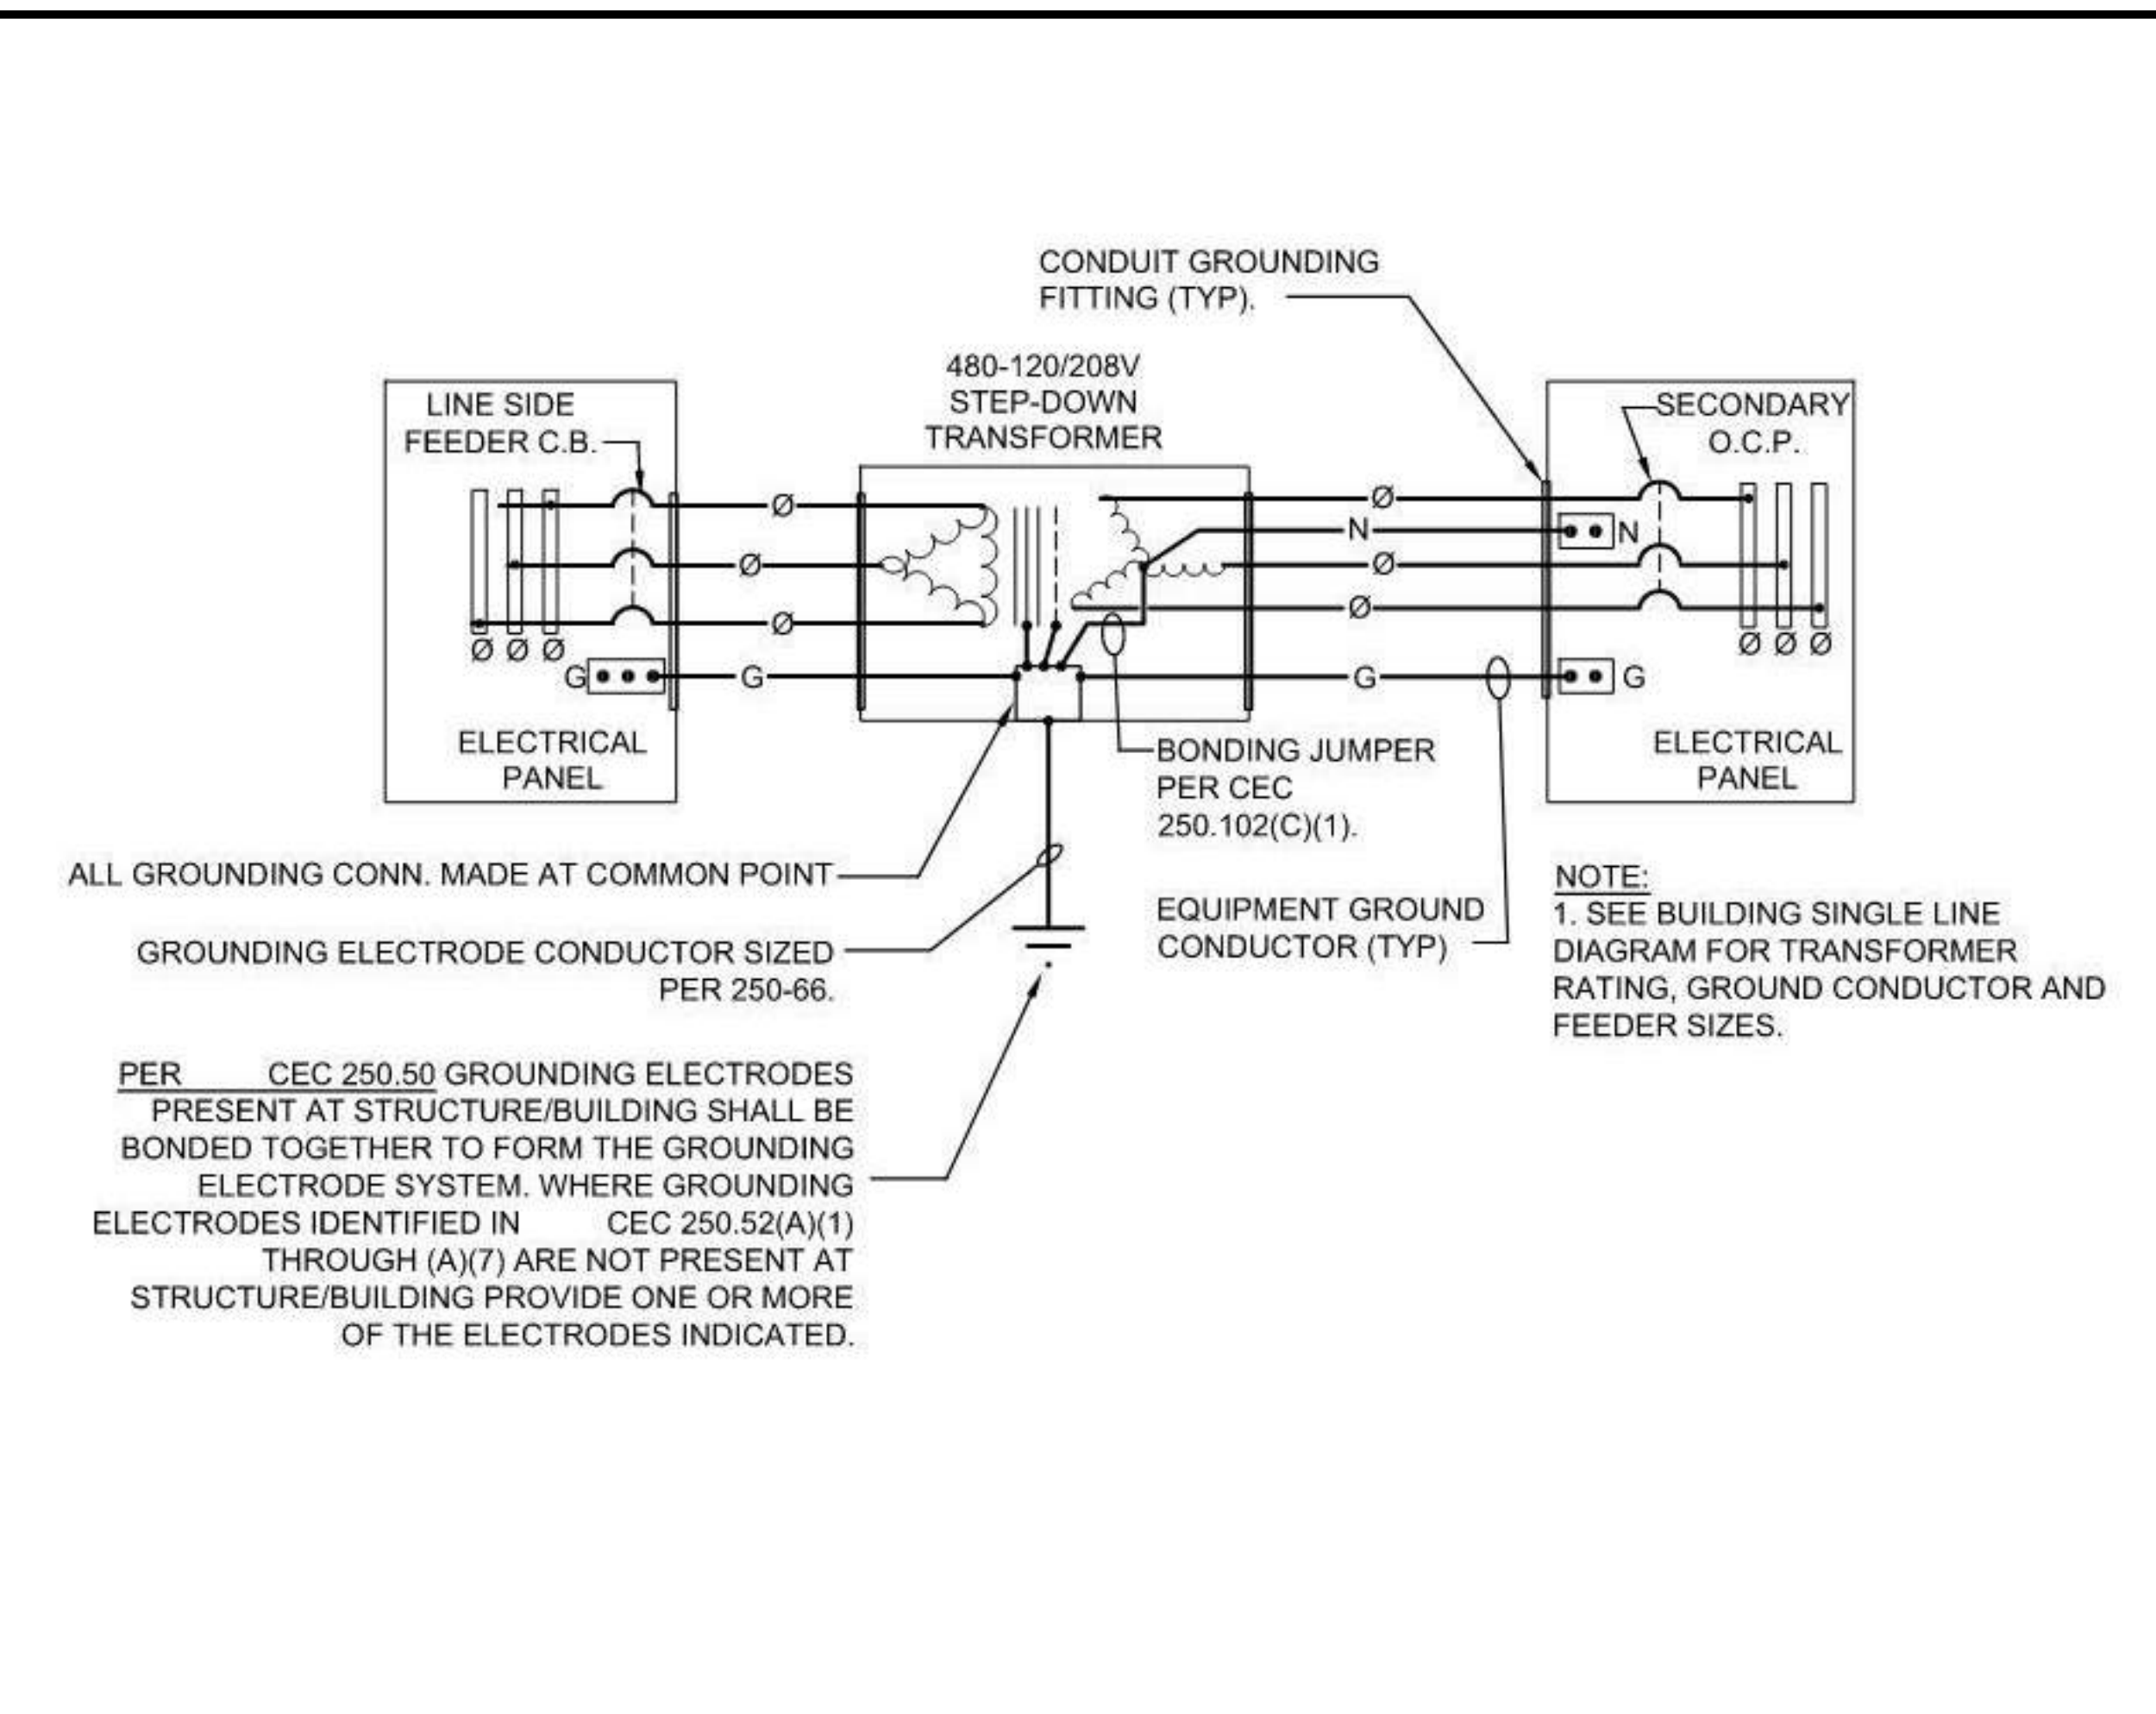 CONDUIT GROUNDING
FITTING (TYP).
480-120/208V
STEP-DOWN
TRANSFORMER
LINE SIDE
FEEDER C.B.
SECONDARY
O.C.P.
Ø
Ø
Ø
Ø
Ø
Ø
G
G
Ø
N
Ø
Ø
G
N
Ø
Ø
Ø
G
ELECTRICAL
PANEL
ELECTRICAL
PANEL
BONDING JUMPER
PER CEC
250.102(C)(1).
ALL GROUNDING CONN. MADE AT COMMON POINT
GROUNDING ELECTRODE CONDUCTOR SIZED
PER 250-66.
EQUIPMENT GROUND
CONDUCTOR (TYP)
NOTE:
1. SEE BUILDING SINGLE LINE
DIAGRAM FOR TRANSFORMER
RATING, GROUND CONDUCTOR AND
FEEDER SIZES.
PER CEC 250.50 GROUNDING ELECTRODES
PRESENT AT STRUCTURE/BUILDING SHALL BE
BONDED TOGETHER TO FORM THE GROUNDING
ELECTRODE SYSTEM. WHERE GROUNDING
ELECTRODES IDENTIFIED IN CEC 250.52(A)(1)
THROUGH (A)(7) ARE NOT PRESENT AT
STRUCTURE/BUILDING PROVIDE ONE OR MORE
OF THE ELECTRODES INDICATED.